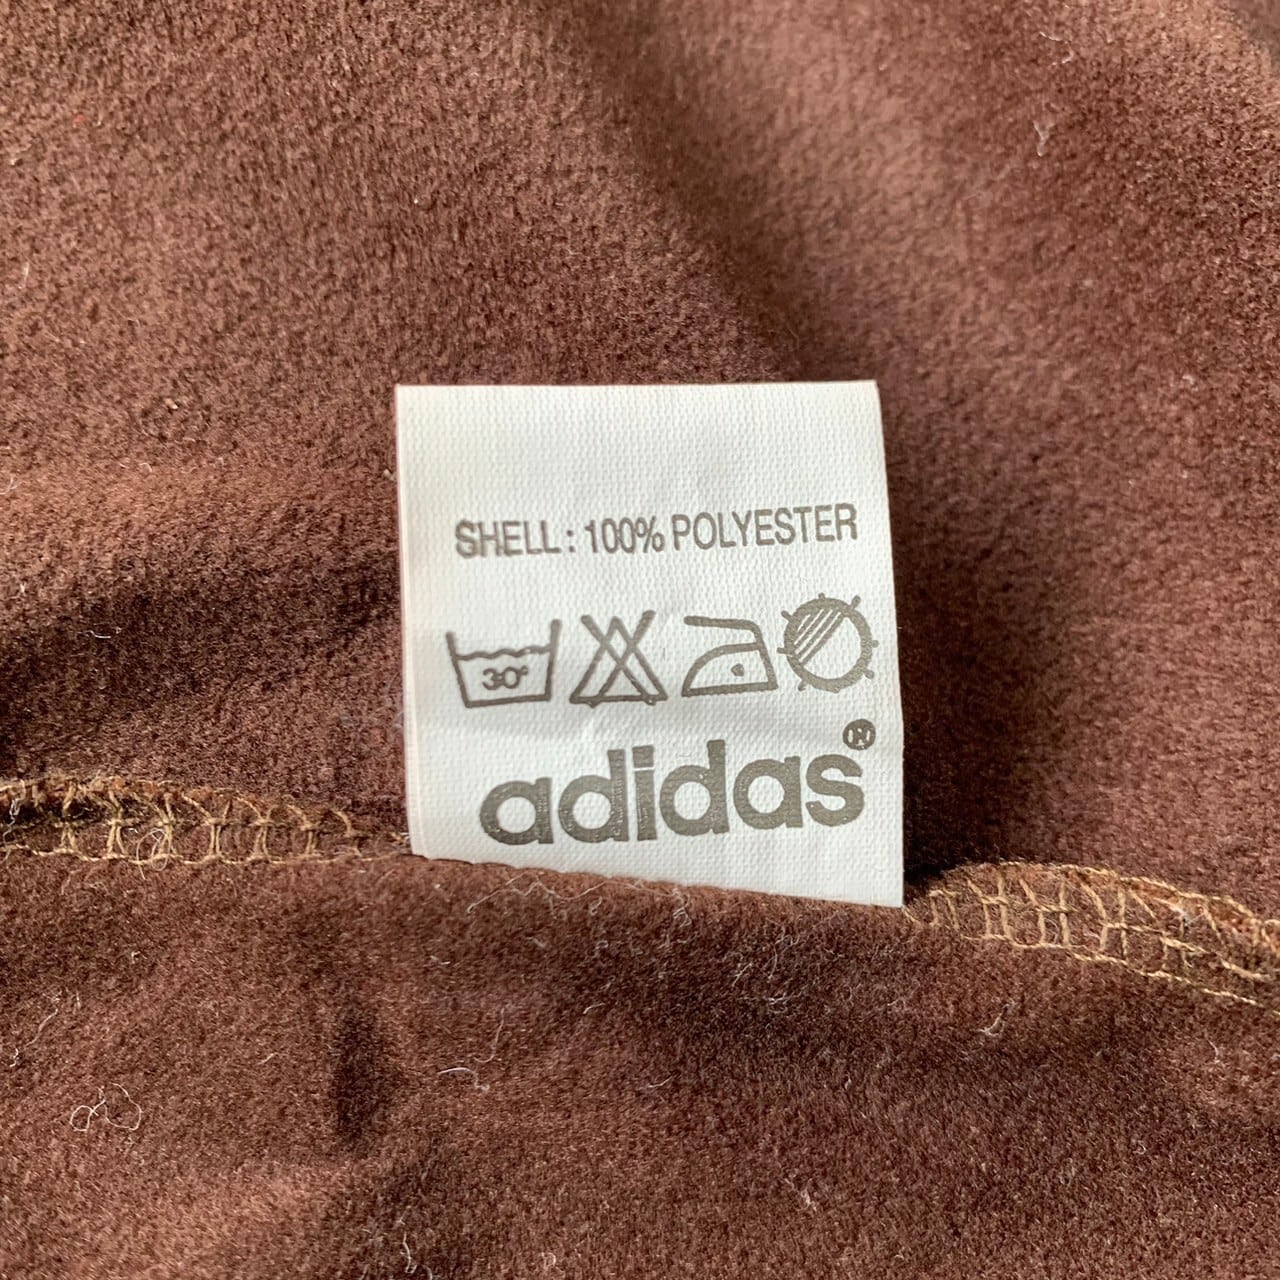 SHELL: 100% POLYESTER
30°
adidas®